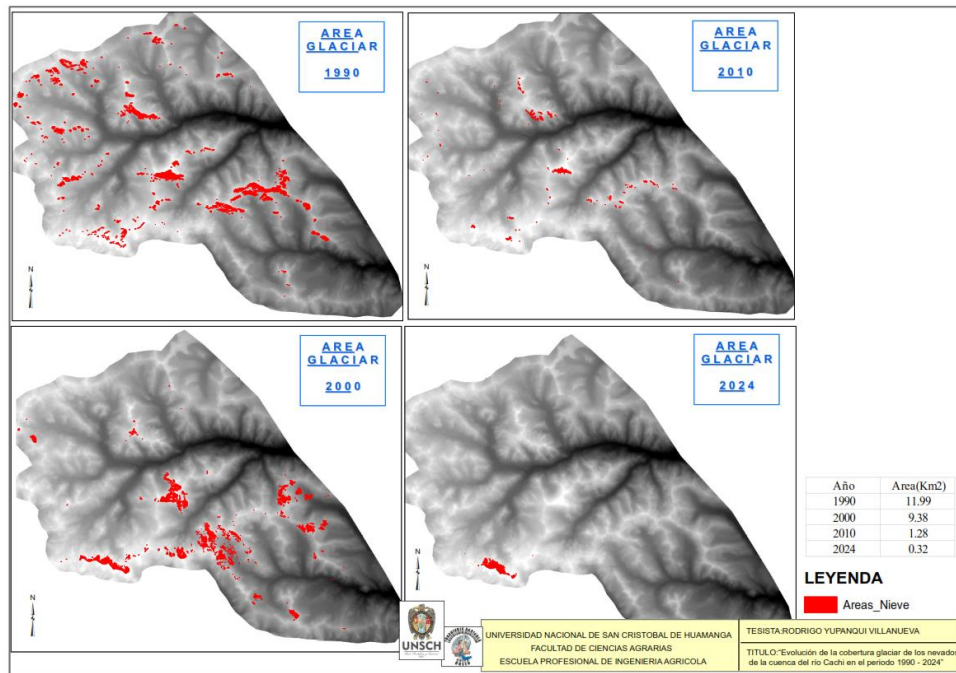 AREA
GLACIAR
1990
N
AREA
GLACIAR
2010
N
AREA
GLACIAR
2000
N
AREA
GLACIAR
2024
N
Año Area(Km2)
1990 11.99
2000 9.38
2010 1.28
2024 0.32
LEYENDA
Areas_Nieve
UNSCH
UNIVERSIDAD NACIONAL DE SAN CRISTOBAL DE HUAMANGA
FACULTAD DE CIENCIAS AGRARIAS
ESCUELA PROFESIONAL DE INGENIERIA AGRICOLA
TESISTA:RODRIGO YUPANQUI VILLANUEVA
TITULO:"Evolución de la cobertura glaciar de los nevados
de la cuenca del río Cachi en el periodo 1990 - 2024"